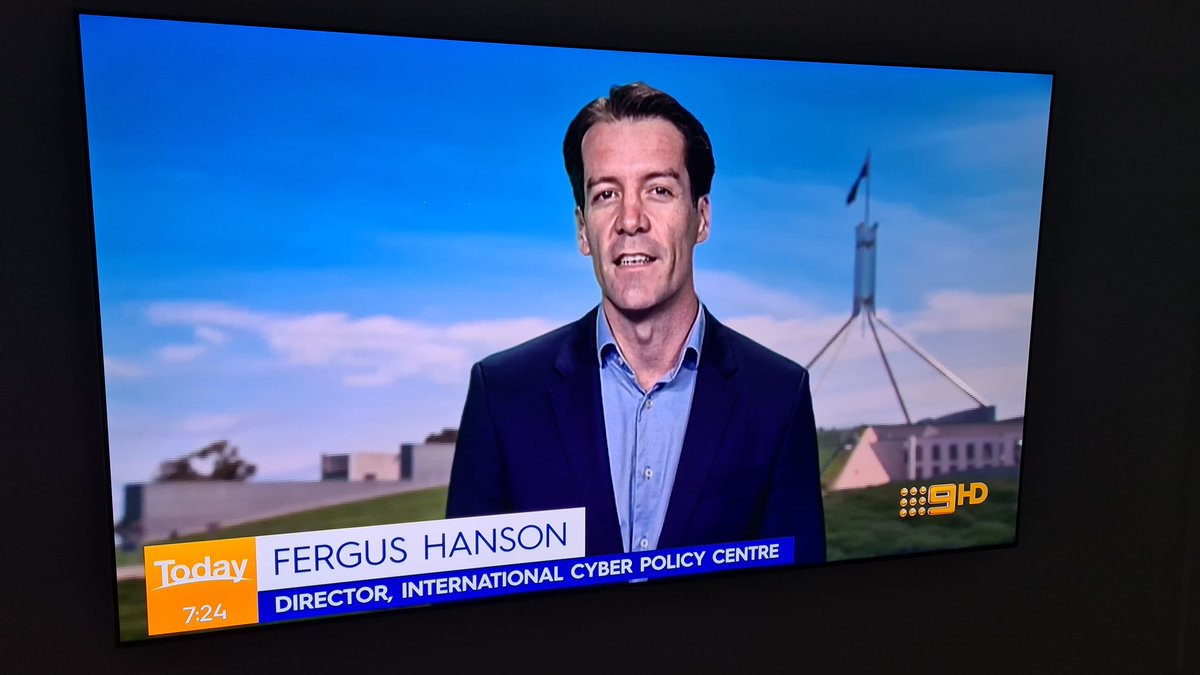 Today
7:24
FERGUS HANSON
DIRECTOR, INTERNATIONAL CYBER POLICY CENTRE
9HD